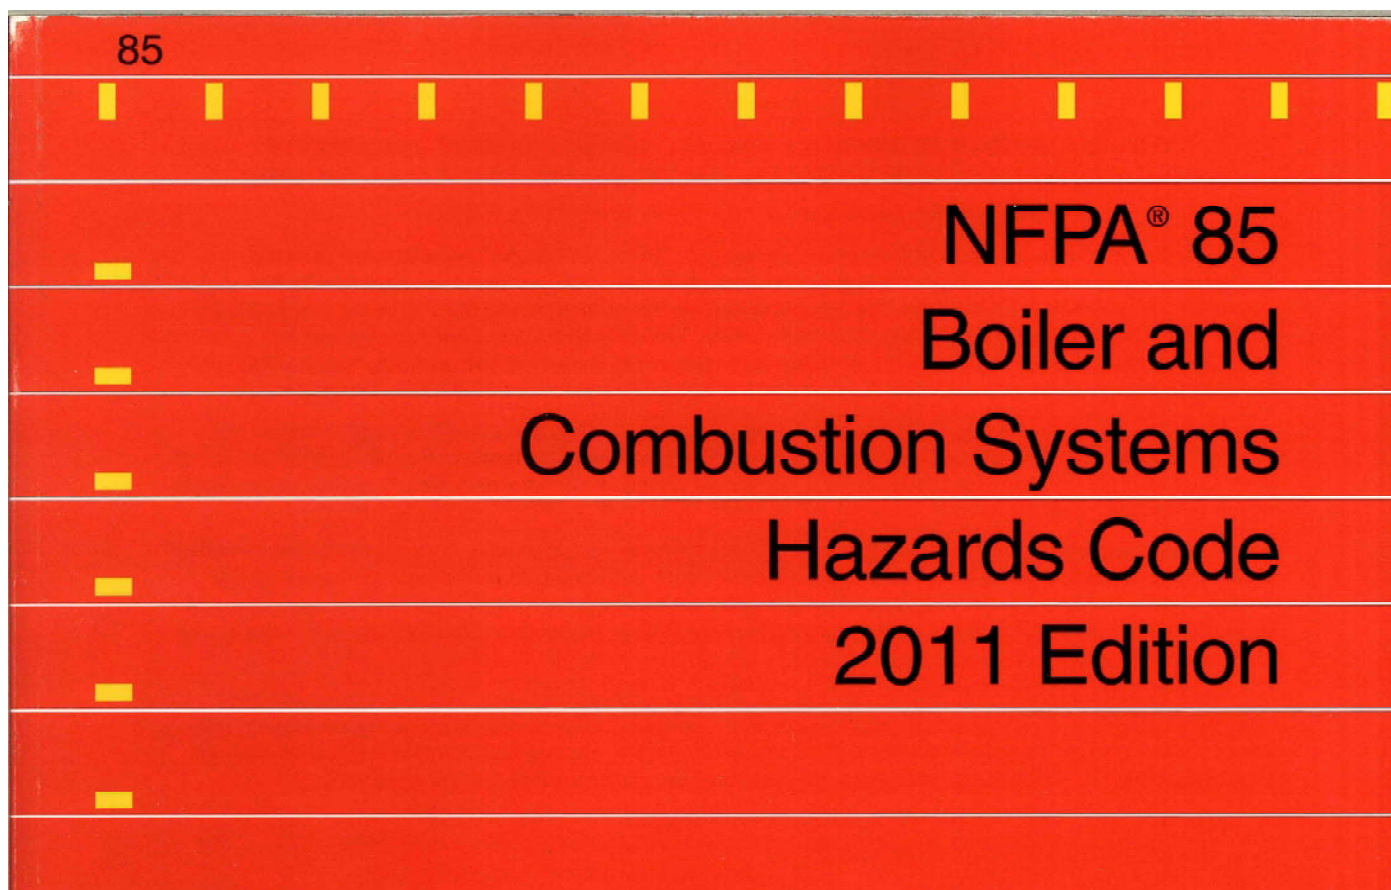 85
NFPA® 85
Boiler and
Combustion Systems
Hazards Code
2011 Edition